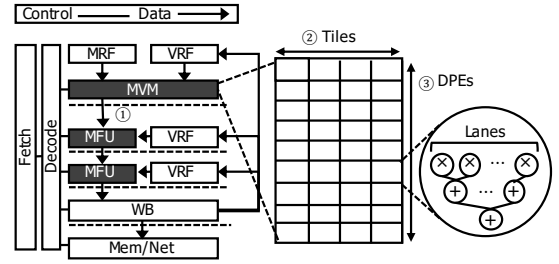 Control Data
② Tiles
MRF VRF
③ DPEs
MVM
①
Fetch
Decode
MFU VRF
Lanes
× × ... ×
MFU VRF
+ ... +
WB
+
Mem/Net